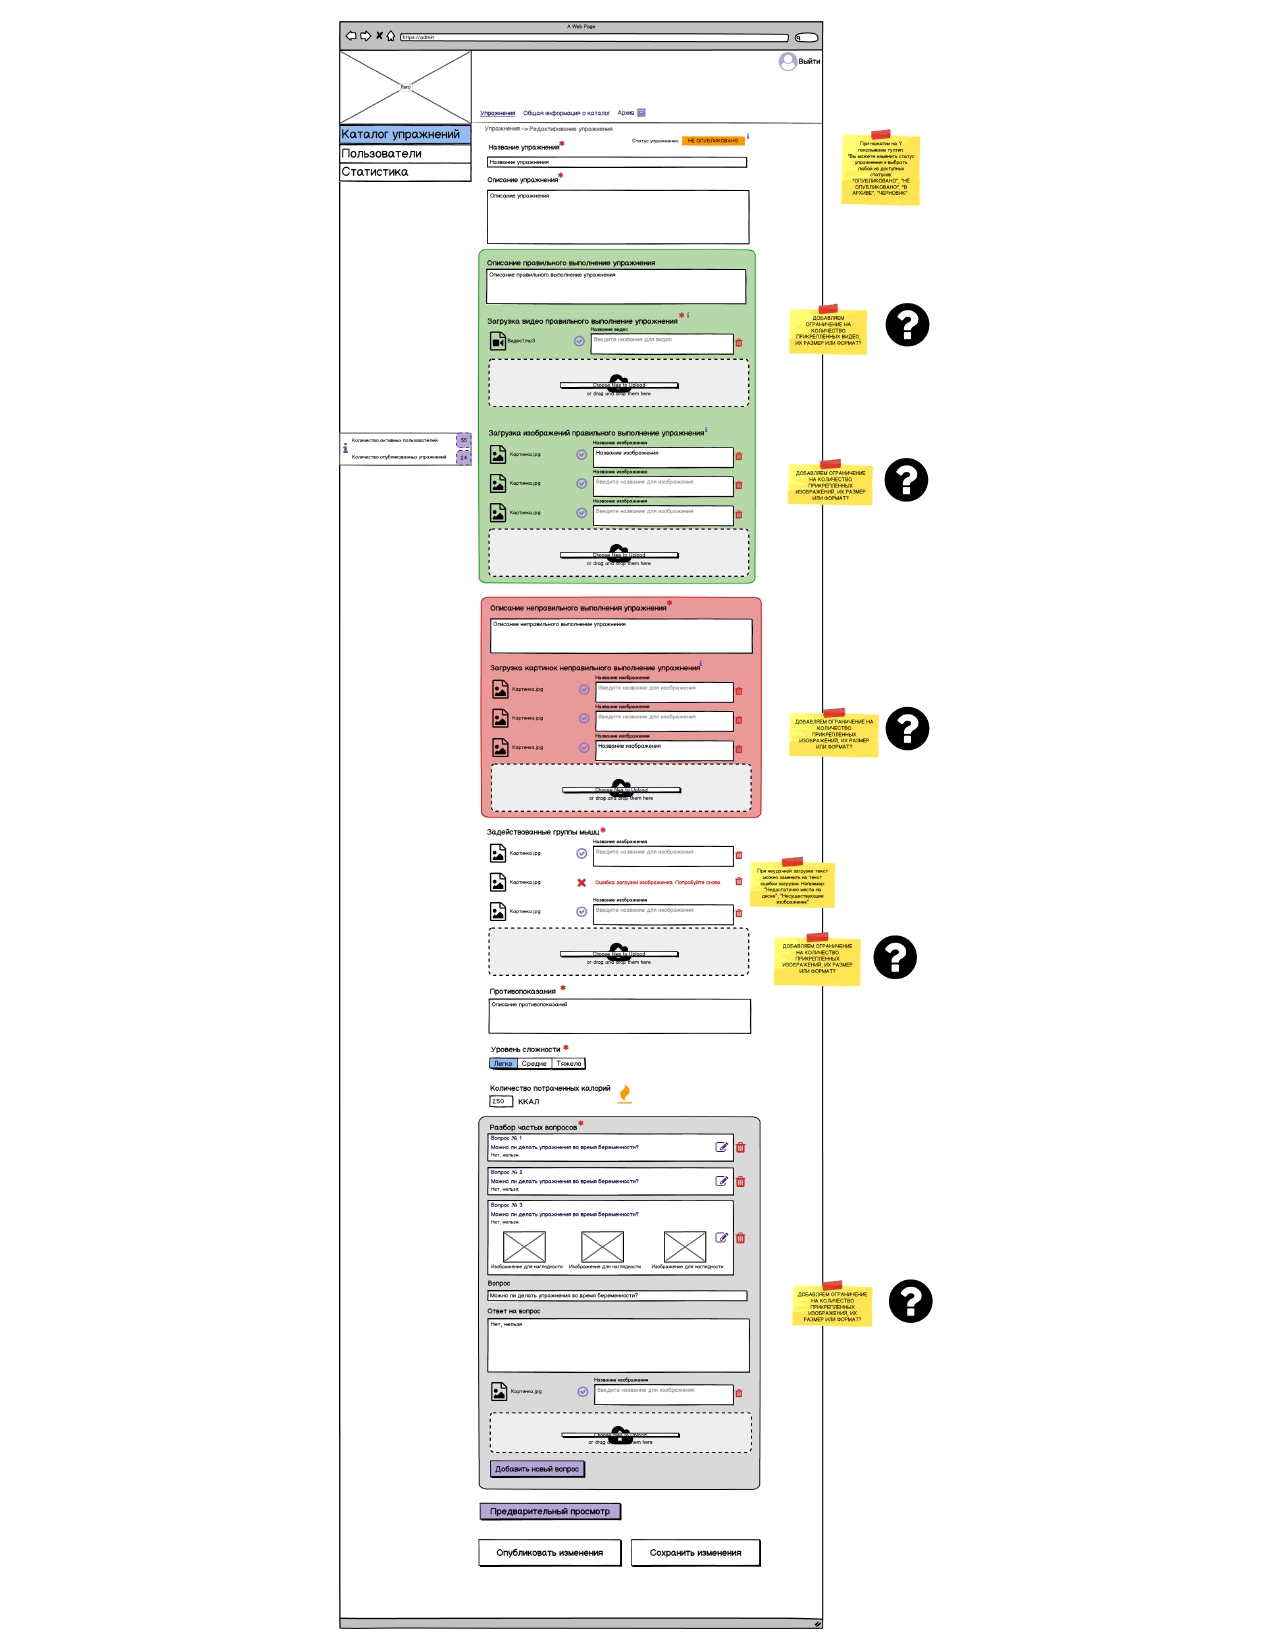 A Web Page
https://admin
Лого
Выйти
Упражнения
Общая информация о каталог
Архив
Каталог упражнений
Пользователи
Статистика
Упражнения -> Редактирование упражнения
Статус упражнения:
НЕ ОПУБЛИКОВАНО
Название упражнения*
Название упражнения
Описание упражнения*
Описание упражнения
При нажатии на "i"
показываем тултип:
"Вы можете изменить статус
упражнения и выбрать
любой из доступных
статусов:
"ОПУБЛИКОВАНО", "НЕ
ОПУБЛИКОВАНО", "В
АРХИВЕ", "ЧЕРНОВИК"
Описание правильного выполнение упражнения
Описание правильного выполнение упражнения
Загрузка видео правильного выполнение упражнения*
Название видео
Видео1.mp3
Введите название для видео
Choose files to Upload
or drag and drop them here
ДОБАВЛЯЕМ
ОГРАНИЧЕНИЕ НА
КОЛИЧЕСТВО
ПРИКРЕПЛЕННЫХ ВИДЕО,
ИХ РАЗМЕР ИЛИ ФОРМАТ?
?
Количество активных пользователей
55
Количество опубликованных упражнений
24
Загрузка изображений правильного выполнение упражнения
Название изображения
Картинка.jpg
Название изображения
Название изображения
Картинка.jpg
Введите название для изображения
Название изображения
Картинка.jpg
Введите название для изображения
Choose files to Upload
or drag and drop them here
ДОБАВЛЯЕМ ОГРАНИЧЕНИЕ
НА КОЛИЧЕСТВО
ПРИКРЕПЛЕННЫХ
ИЗОБРАЖЕНИЙ, ИХ РАЗМЕР
ИЛИ ФОРМАТ?
?
Описание неправильного выполнения упражнения*
Описание неправильного выполнение упражнения
Загрузка картинок неправильного выполнение упражнения
Название изображения
Картинка.jpg
Введите название для изображения
Название изображения
Картинка.jpg
Введите название для изображения
Название изображения
Картинка.jpg
Название изображения
Choose files to Upload
or drag and drop them here
ДОБАВЛЯЕМ ОГРАНИЧЕНИЕ НА
КОЛИЧЕСТВО
ПРИКРЕПЛЕННЫХ
ИЗОБРАЖЕНИЙ, ИХ РАЗМЕР
ИЛИ ФОРМАТ?
?
Задействованные группы мышц*
Название изображения
Картинка.jpg
Введите название для изображения
Картинка.jpg
Ошибка загрузки изображения. Попробуйте снова
Название изображения
Картинка.jpg
Введите название для изображения
Choose files to Upload
or drag and drop them here
При неудачной загрузке текст
можно заменить на текст
ошибки загрузки. Например:
"Недостаточно места на
диске", "Несуществующее
изображение"
ДОБАВЛЯЕМ ОГРАНИЧЕНИЕ
НА КОЛИЧЕСТВО
ПРИКРЕПЛЕННЫХ
ИЗОБРАЖЕНИЙ, ИХ РАЗМЕР
ИЛИ ФОРМАТ?
?
Противопоказания *
Описание противопоказаний
Уровень сложности *
Легко
Средне
Тяжело
Количество потраченных калорий
250
ККАЛ
Разбор частых вопросов*
Вопрос № 1
Можно ли делать упражнения во время беременности?
Нет, нельзя.
Вопрос № 2
Можно ли делать упражнения во время беременности?
Нет, нельзя.
Вопрос № 3
Можно ли делать упражнения во время беременности?
Нет, нельзя.
Изображение для наглядности
Изображение для наглядности
Изображение для наглядности
Вопрос
Можно ли делать упражнения во время беременности?
Ответ на вопрос
Нет, нельзя.
ДОБАВЛЯЕМ ОГРАНИЧЕНИЕ
НА КОЛИЧЕСТВО
ПРИКРЕПЛЕННЫХ
ИЗОБРАЖЕНИЙ, ИХ
РАЗМЕР ИЛИ ФОРМАТ?
?
Название изображения
Картинка.jpg
Введите название для изображения
Choose files to Upload
or drag and drop them here
Добавить новый вопрос
Предварительный просмотр
Опубликовать изменения
Сохранить изменения